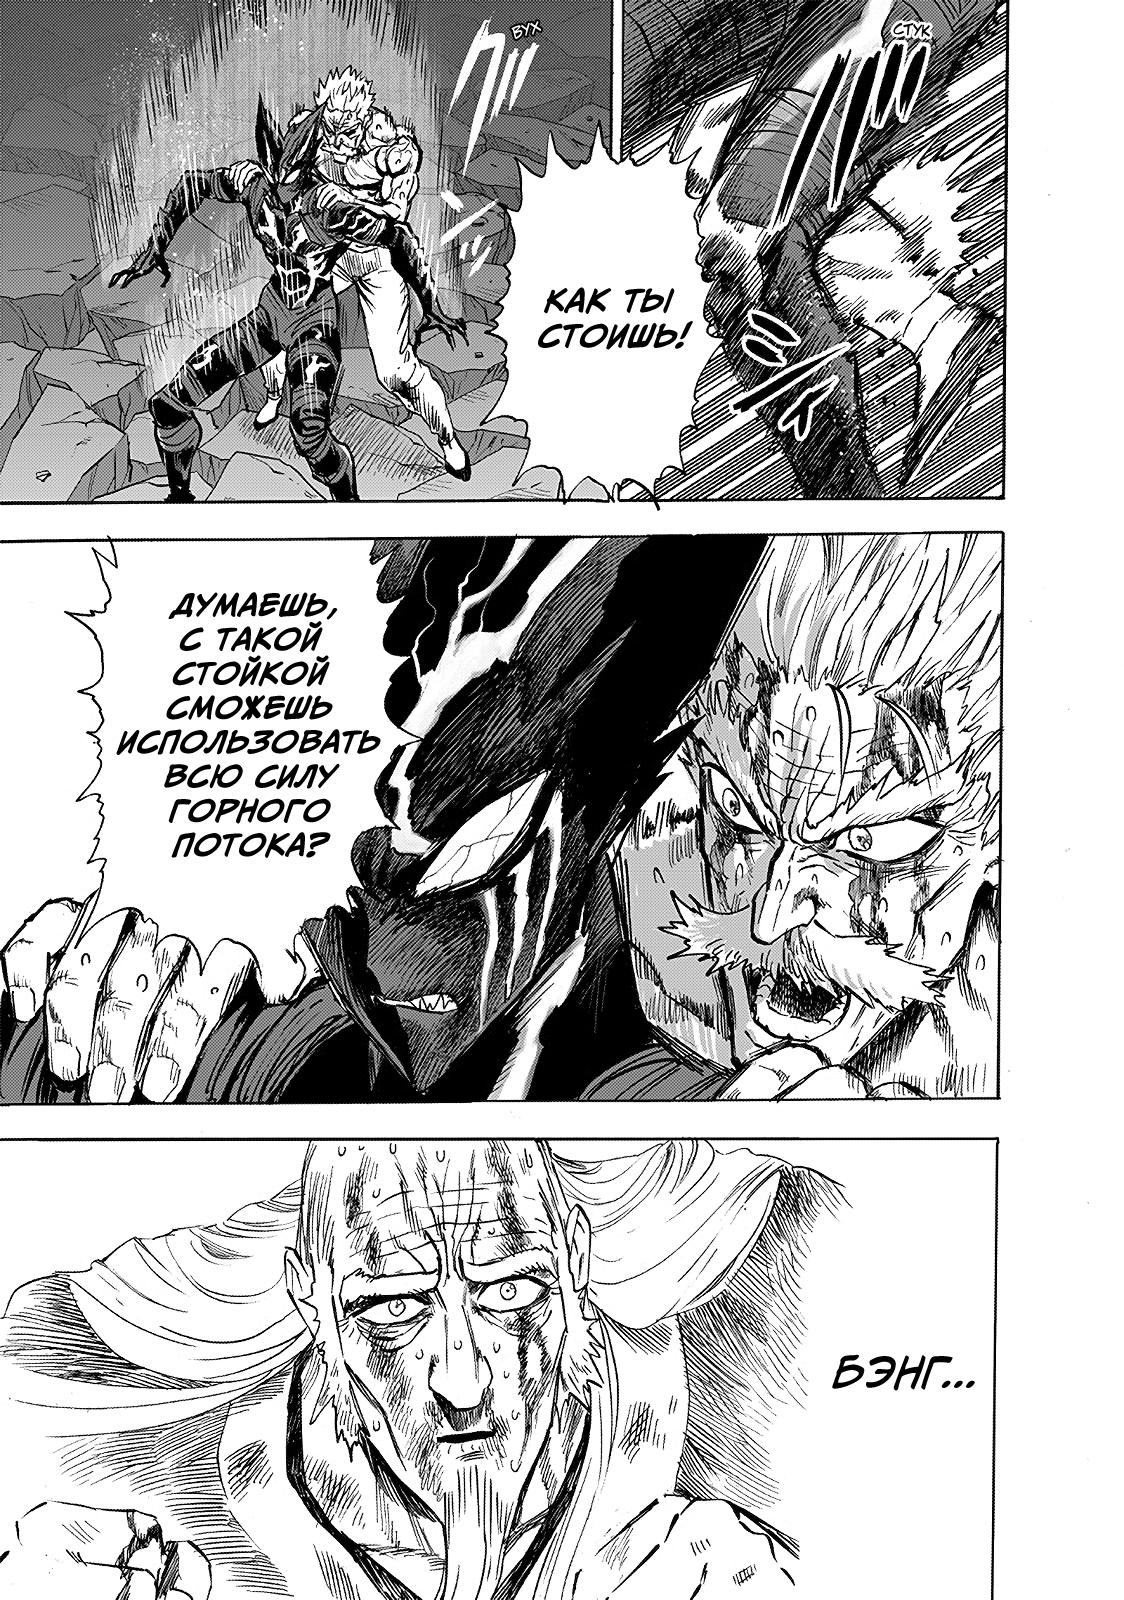 СТУК
КАК ТЫ
СТОИШЬ!
БУХ
ДУМАЕШЬ,
С ТАКОЙ
СТОЙКОЙ
СМОЖЕШЬ
ИСПОЛЬЗОВАТЬ
ВСЮ СИЛУ
ГОРНОГО
ПОТОКА?
БЭНГ...